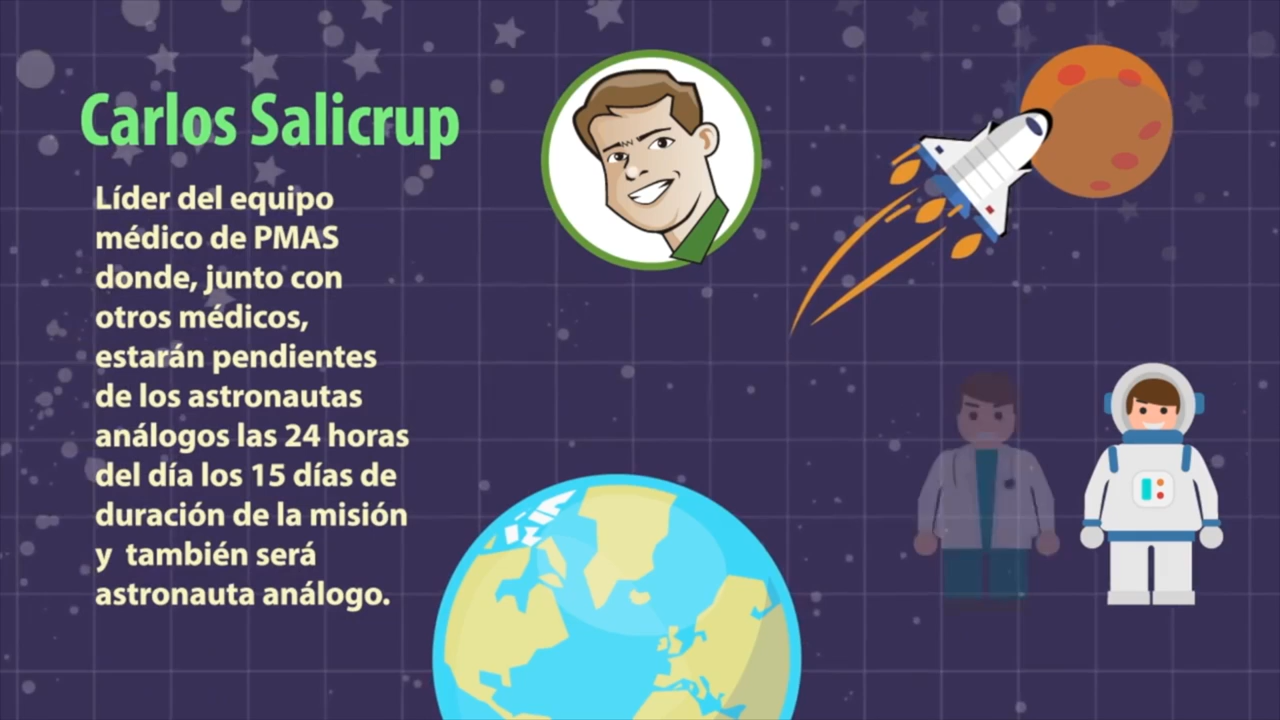 Carlos Salicrup
Líder del equipo
médico de PMAS
donde, junto con
otros médicos,
estarán pendientes
de los astronautas
análogos las 24 horas
del día los 15 días de
duración de la misión
y  también será
astronauta análogo.